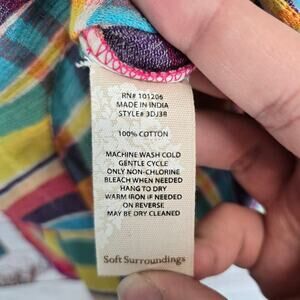 RN# 101206
MADE IN INDIA
STYLE# 3DJ38
100% COTTON
MACHINE WASH COLD
GENTLE CYCLE
ONLY NON-CHLORINE
BLEACH WHEN NEEDED
HANG TO DRY
WARM IRON IF NEEDED
ON REVERSE
MAY BE DRY CLEANED
Soft Surroundings